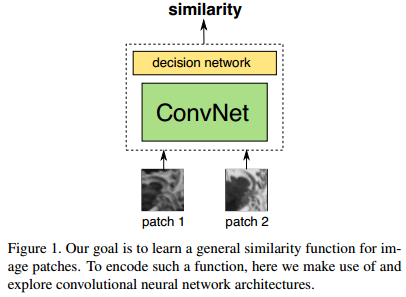 similarity
decision network
ConvNet
patch 1 patch 2
Figure 1. Our goal is to learn a general similarity function for im-
age patches. To encode such a function, here we make use of and
explore convolutional neural network architectures.